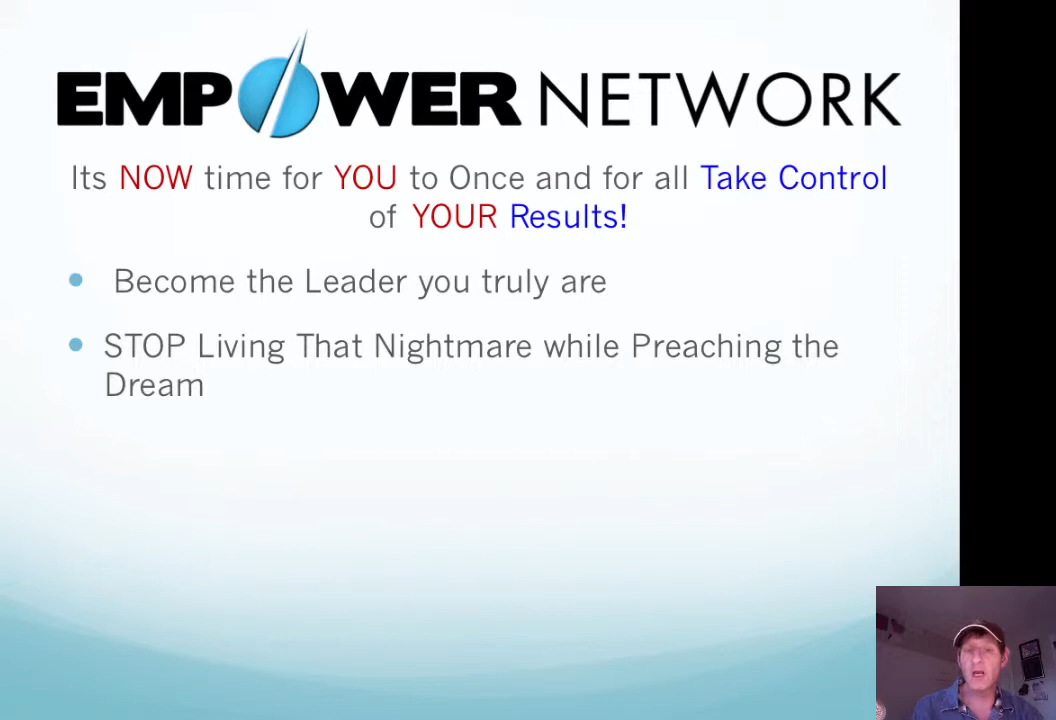 EMPOWER NETWORK
Its NOW time for YOU to Once and for all Take Control
of YOUR Results!
Become the Leader you truly are
STOP Living That Nightmare while Preaching the
Dream